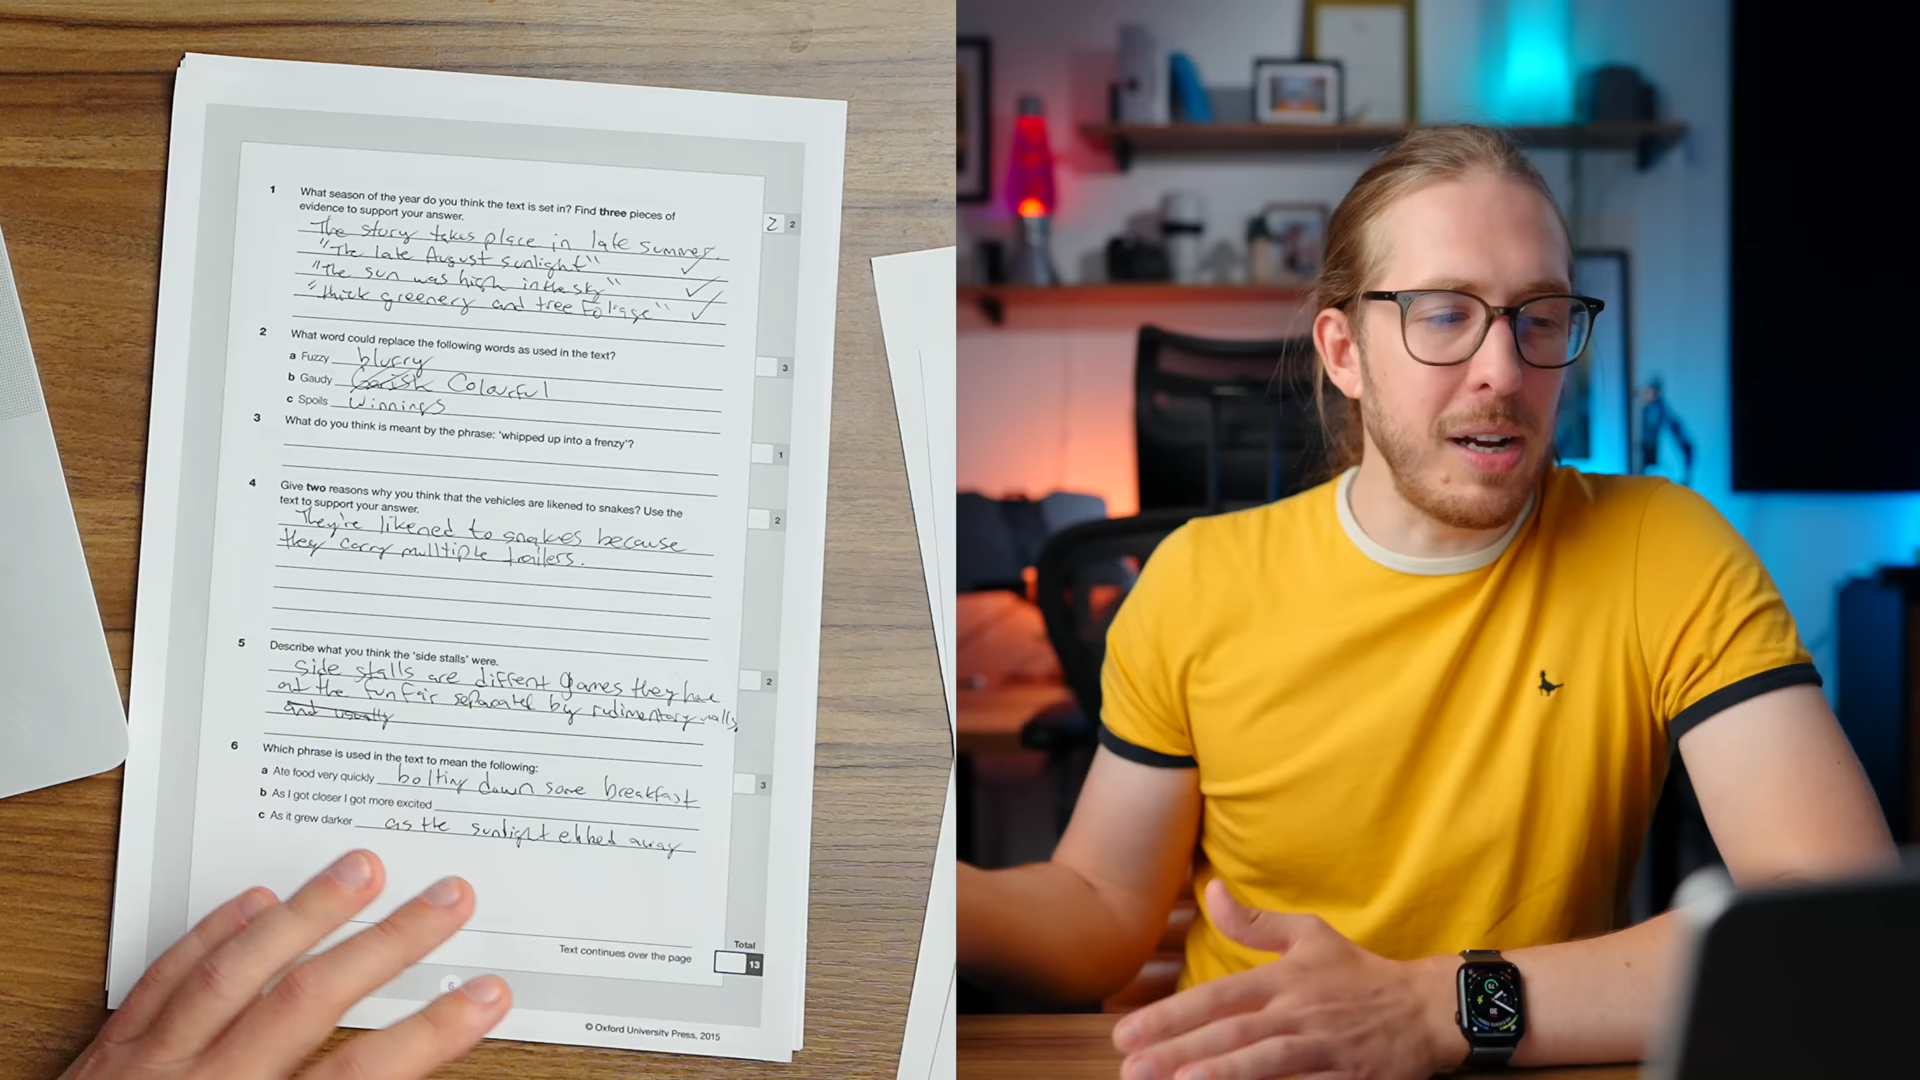 1 What season of the year do you think the text is set in? Find three pieces of
evidence to support your answer.
2 2
The story takes place in late summer.
"The late August sunlight"
"The sun was high in the sky"
"thick greenery and tree foliage"
2 What word could replace the following words as used in the text?
a Fuzzy blurry
3
b Gaudy Garish Colourful
c Spoils Winnings
3 What do you think is meant by the phrase: 'whipped up into a frenzy'?
1
4 Give two reasons why you think that the vehicles are likened to snakes? Use the
text to support your answer.
2
They're likened to snakes because
they carry mulltiple trailers.
5 Describe what you think the 'side stalls' were.
2
Side stalls are diffent games they have
at the funfair separated by rudimentary walls,
and usually
6 Which phrase is used in the text to mean the following:
a Ate food very quickly bolting down some breakfast
3
b As I got closer I got more excited
c As it grew darker as the sunlight ebbed away
Text continues over the page
Total
13
6
© Oxford University Press, 2015